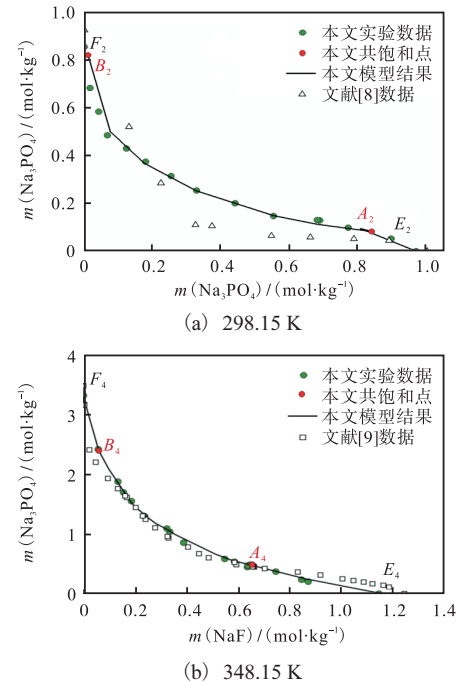 1.0
0.8
0.6
0.4
0.2
0
m(Na₃PO₄)/(mol·kg⁻¹)
F₂
B₂
A₂
E₂
本文实验数据
本文共饱和点
本文模型结果
文献[8]数据
0 0.2 0.4 0.6 0.8 1.0
m(Na₃PO₄)/(mol·kg⁻¹)
(a) 298.15 K
4
3
2
1
0
m(Na₃PO₄)/(mol·kg⁻¹)
F₄
B₄
A₄
E₄
本文实验数据
本文共饱和点
本文模型结果
文献[9]数据
0 0.2 0.4 0.6 0.8 1.0 1.2 1.4
m(NaF)/(mol·kg⁻¹)
(b) 348.15 K